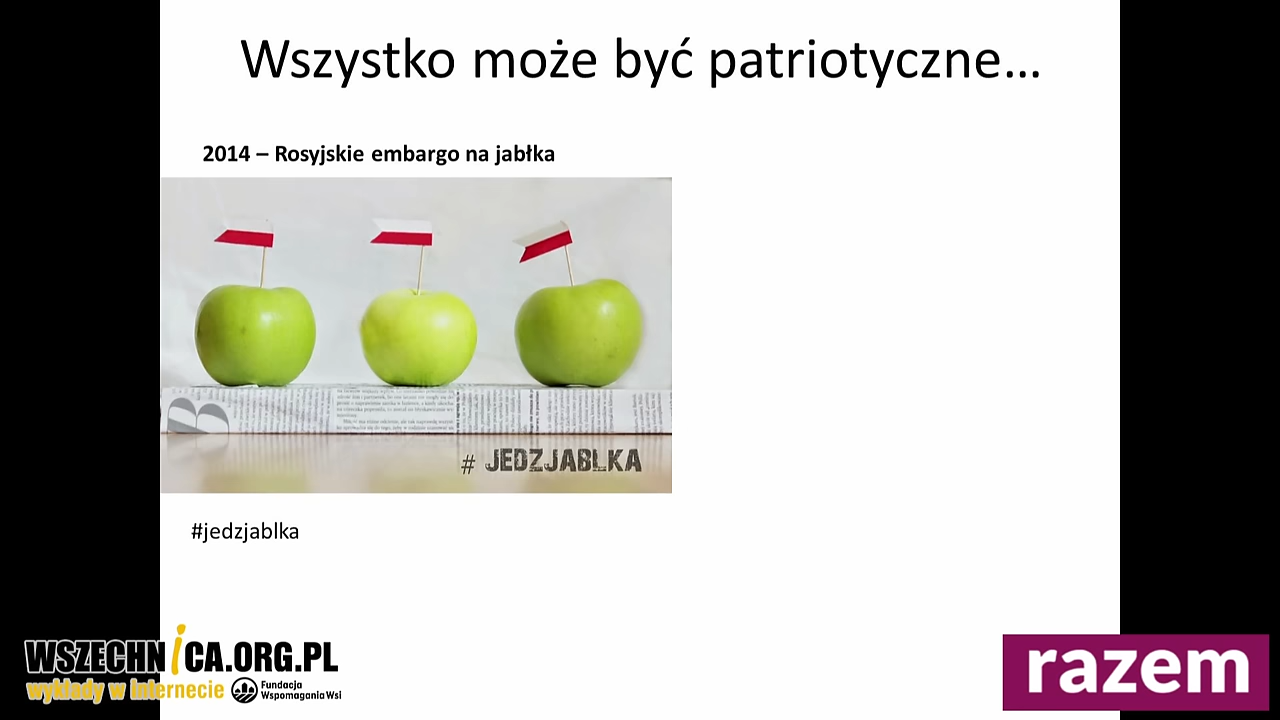 Wszystko może być patriotyczne...
2014 – Rosyjskie embargo na jabłka
# JEDZJABLKA
#jedzjablka
WSZECHNICA.ORG.PL
wykłady w internecie
Fundacja
Wspomagania Wsi
razem